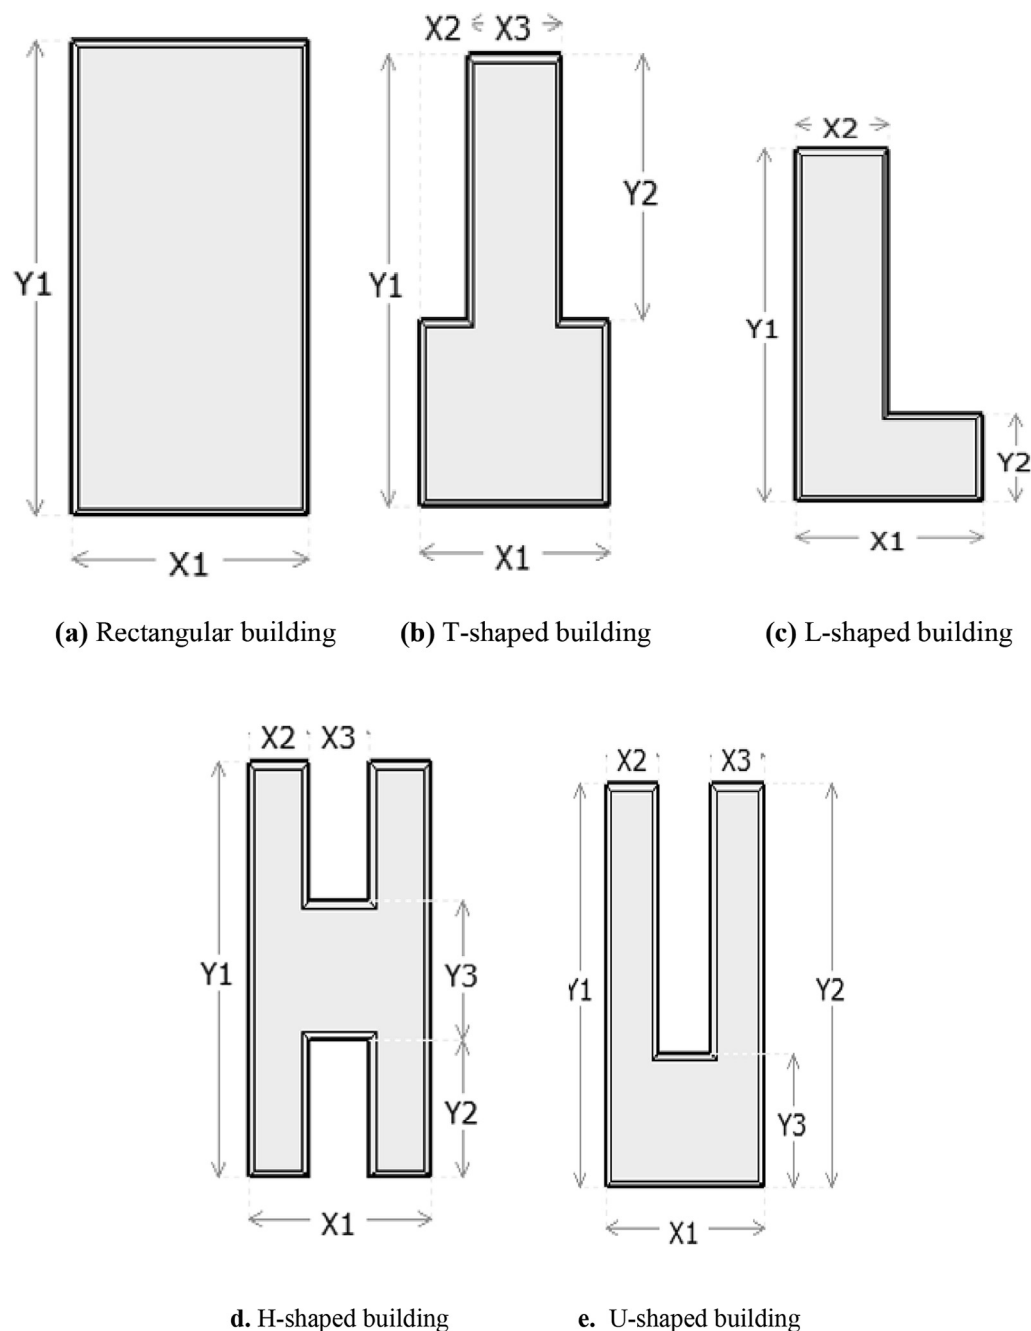 X2 X3
Y2
Y1
Y1
X1
X1
X2
Y1
Y2
X1
(a) Rectangular building (b) T-shaped building (c) L-shaped building
X2 X3
Y1
Y3
Y2
X1
X2 X3
Y1
Y2
Y3
X1
d. H-shaped building e. U-shaped building